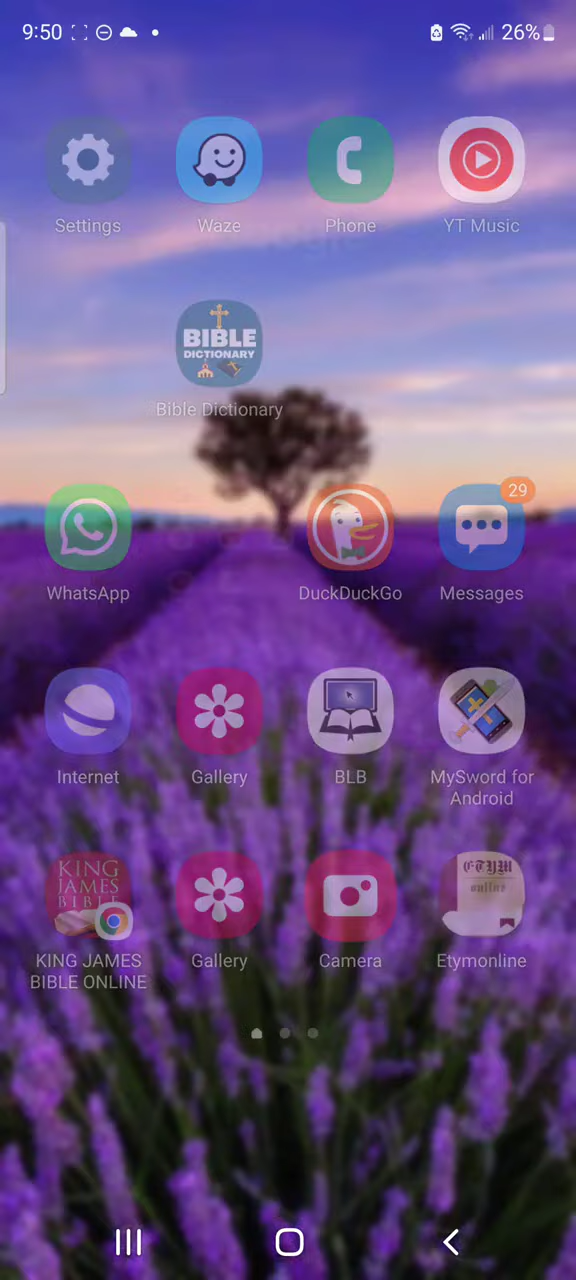 9:50
26%
Settings
Waze
Phone
YT Music
BIBLE
DICTIONARY
Bible Dictionary
29
WhatsApp
DuckDuckGo
Messages
Internet
Gallery
BLB
MySword for
Android
KING
JAMES
BIBLE
ETYM
online
KING JAMES
BIBLE ONLINE
Gallery
Camera
Etymonline